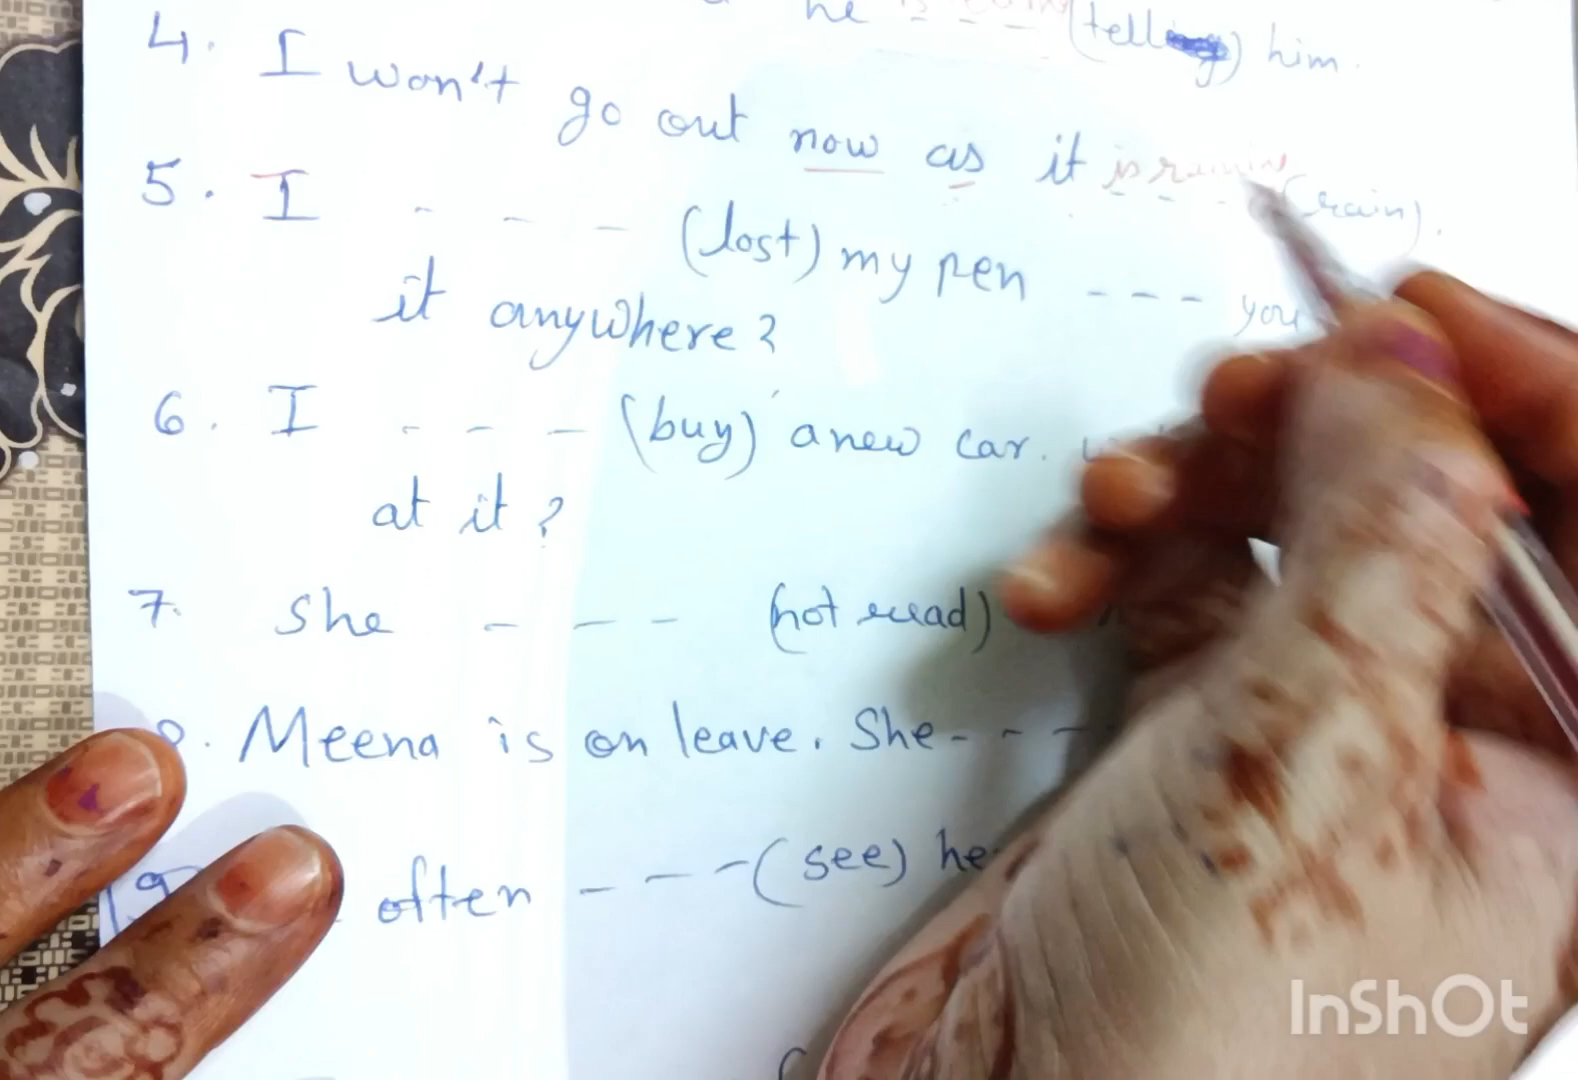 he is (tell) him.
4. I won't go out now as it is raining (rain).
5. I - - - (lost) my pen - - - you
it anywhere?
6. I - - - (buy) a new car.
at it?
7. She - - - (not read)
8. Meena is on leave. She - - -
often - - - (see)
InShOt